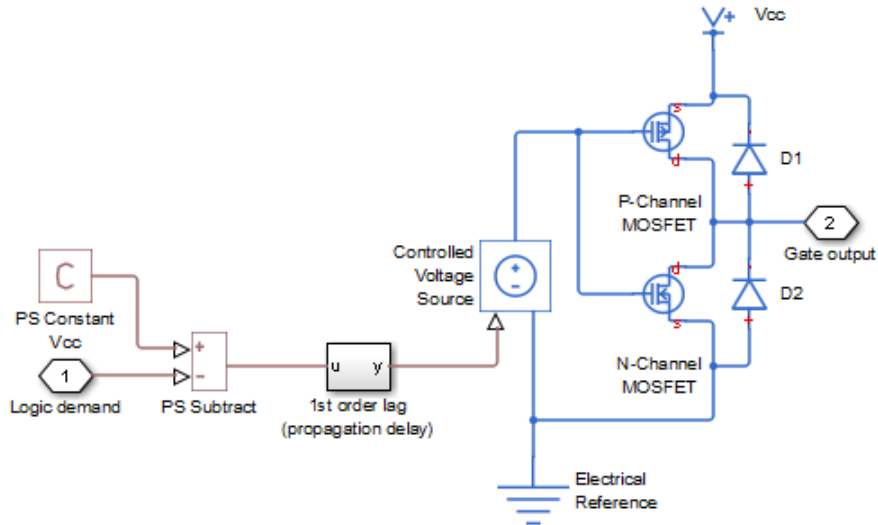 Vcc
s
d
D1
P-Channel
MOSFET
2
Gate output
Controlled
Voltage
Source
+
-
d
s
D2
N-Channel
MOSFET
C
PS Constant
Vcc
1
Logic demand
+
-
PS Subtract
u y
1st order lag
(propagation delay)
Electrical
Reference
+
+
+